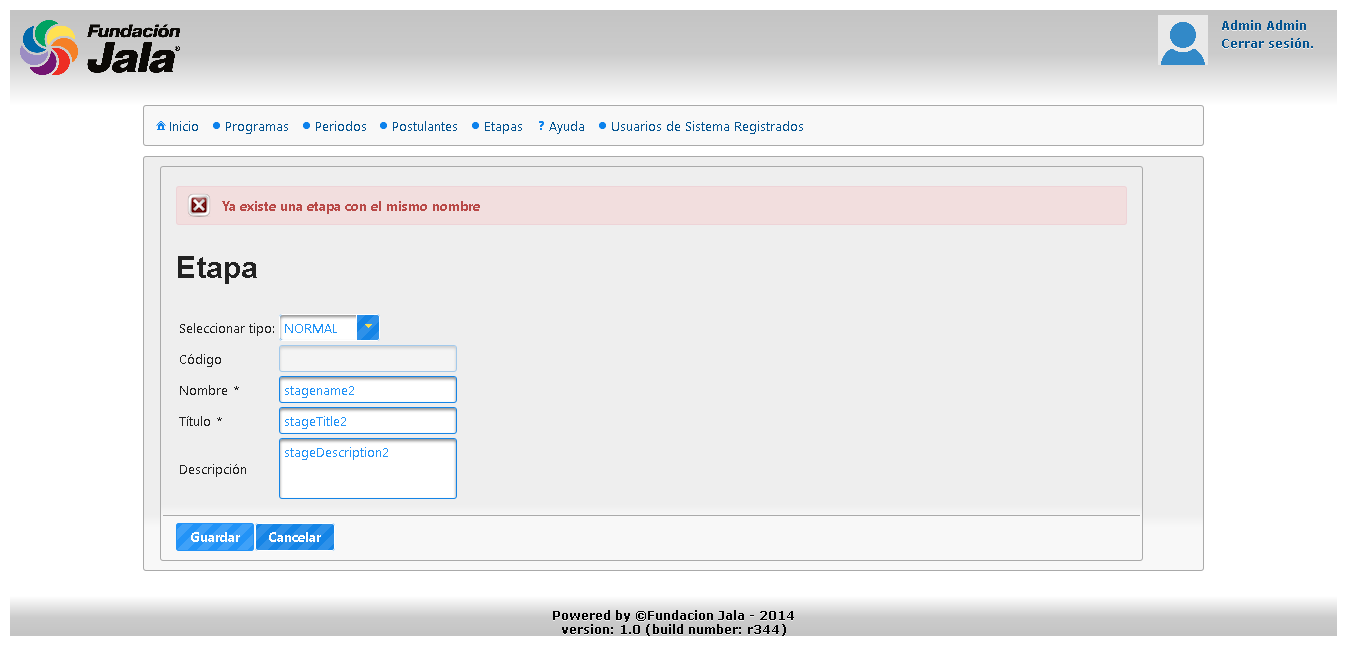 Fundación
Jala®
Admin Admin
Cerrar sesión.
Inicio Programas Periodos Postulantes Etapas ? Ayuda Usuarios de Sistema Registrados
Ya existe una etapa con el mismo nombre
Etapa
Seleccionar tipo: NORMAL
Código
Nombre * stagename2
Título * stageTitle2
Descripción stageDescription2
Guardar Cancelar
Powered by ©Fundacion Jala - 2014
version: 1.0 (build number: r344)